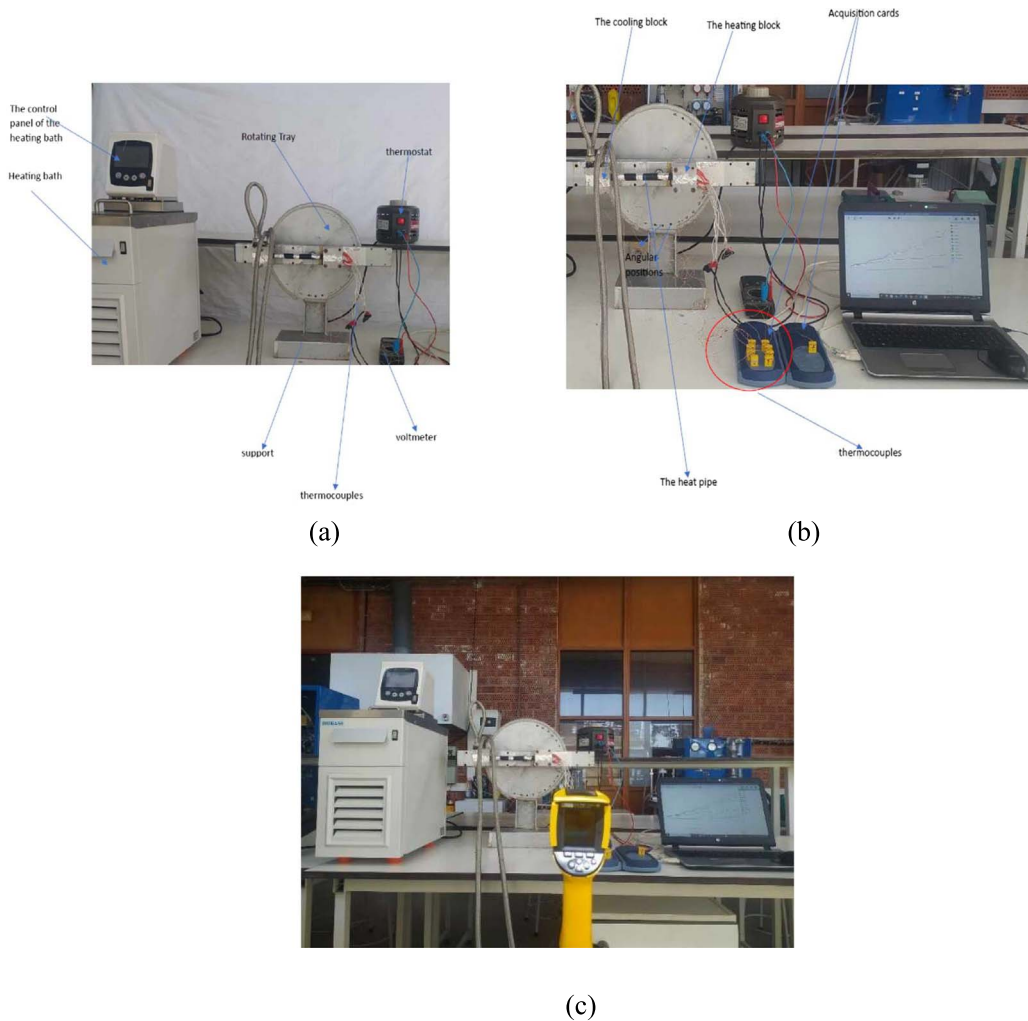 The control
panel of the
heating bath
Heating bath
Rotating Tray
thermostat
support
voltmeter
thermocouples
(a)
The cooling block
The heating block
Acquisition cards
Angular
positions
thermocouples
The heat pipe
(b)
(c)